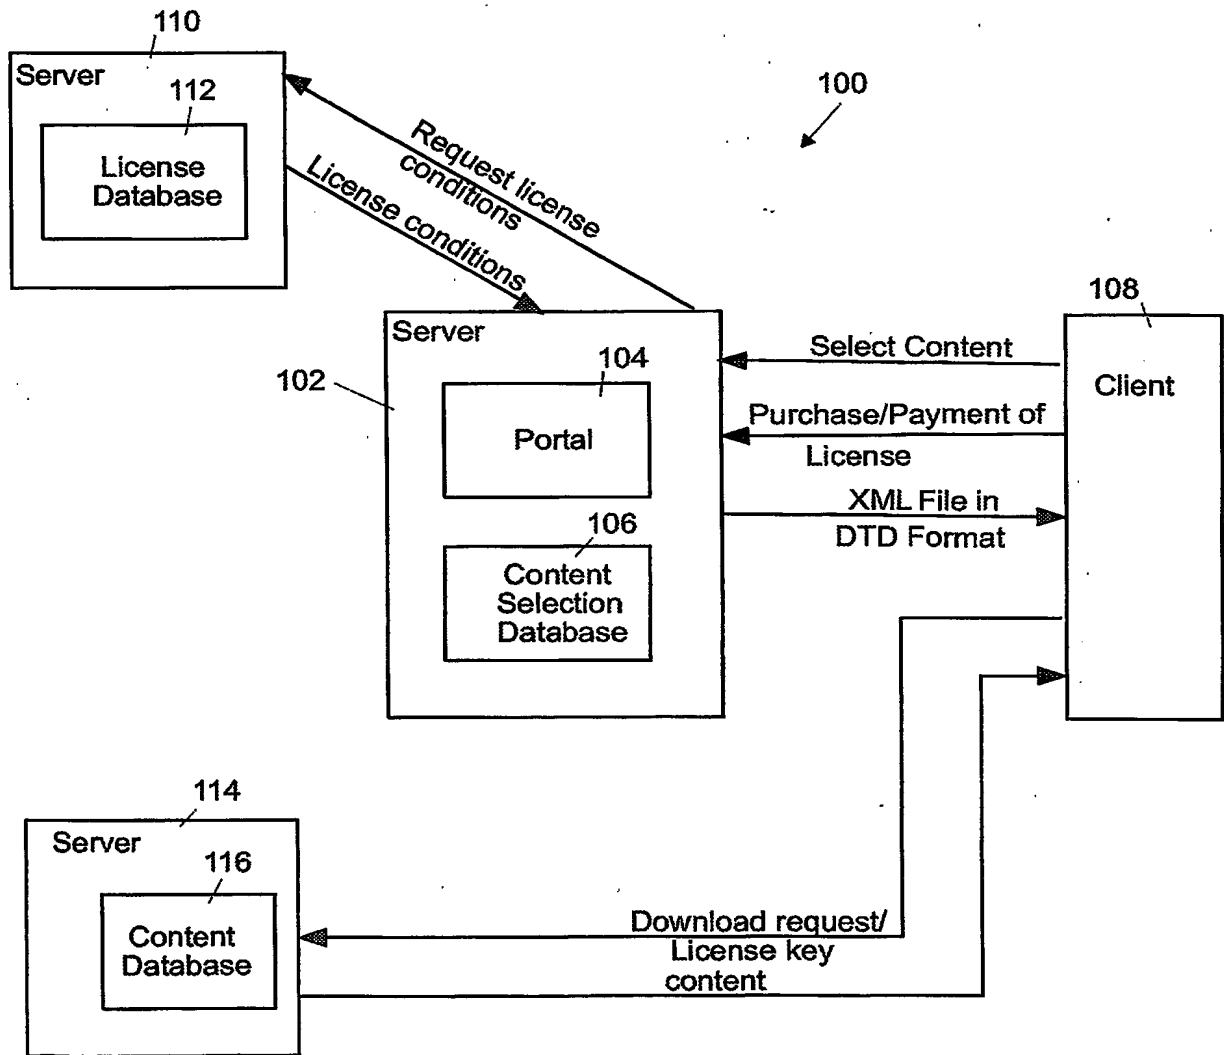 110
Server
112
License
Database
100
Request license
conditions
License conditions
Server
102
104
Portal
106
Content
Selection
Database
108
Client
Select Content
Purchase/Payment of
License
XML File in
DTD Format
114
Server
116
Content
Database
Download request/
License key
content